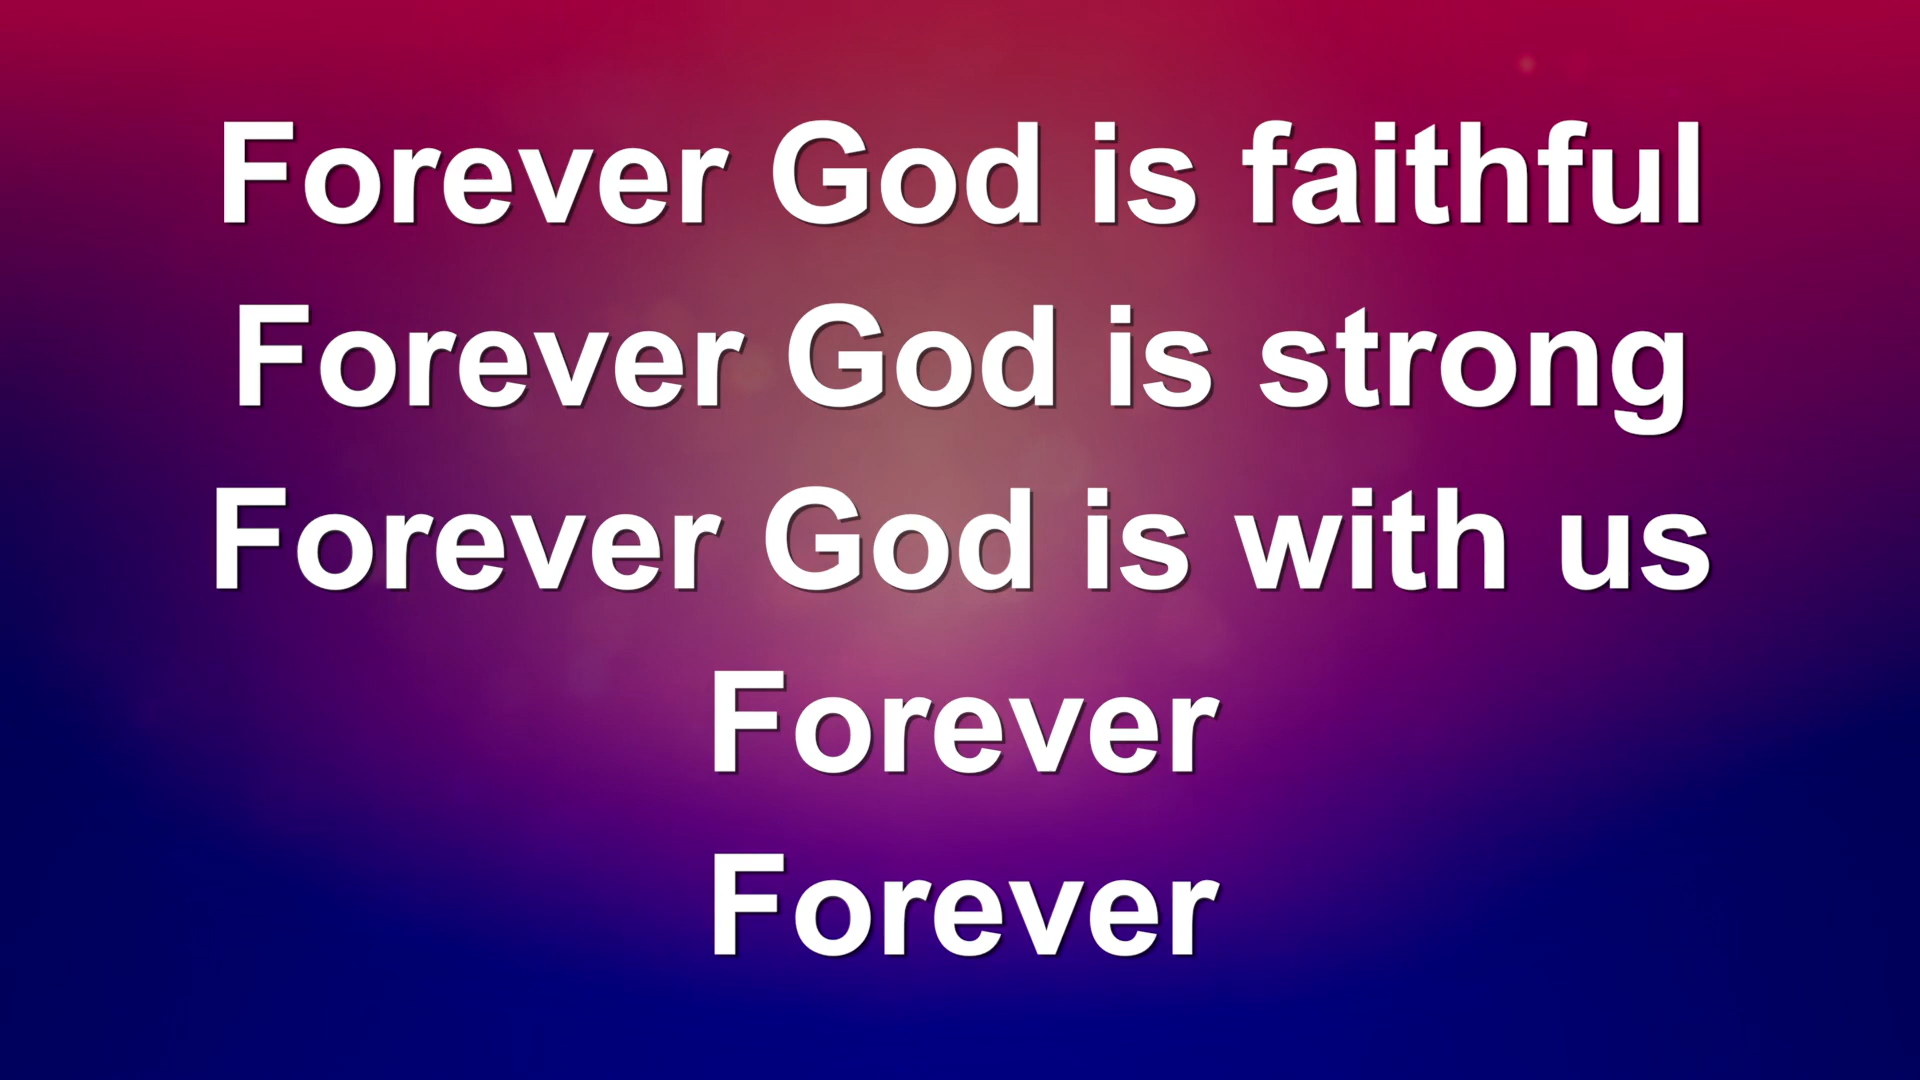 Forever God is faithful
Forever God is strong
Forever God is with us
Forever
Forever